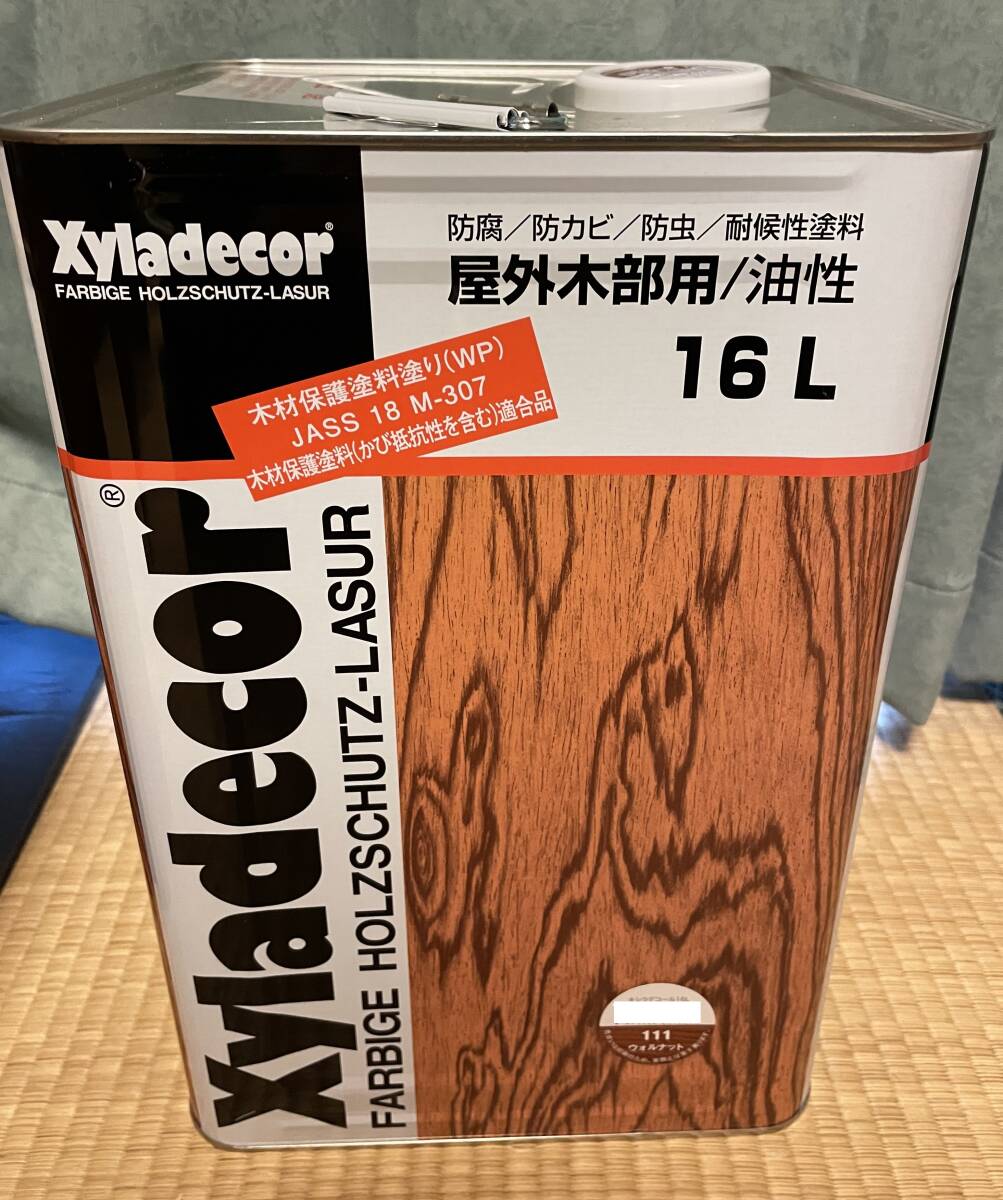 Xyladecor®
FARBIGE HOLZSCHUTZ-LASUR
防腐/防カビ/防虫/耐候性塗料
屋外木部用/油性
16L
木材保護塗料塗り(WP)
JASS 18 M-307
木材保護塗料(かび抵抗性を含む)適合品
Xyladecor®
FARBIGE HOLZSCHUTZ-LASUR
111
ウォルナット